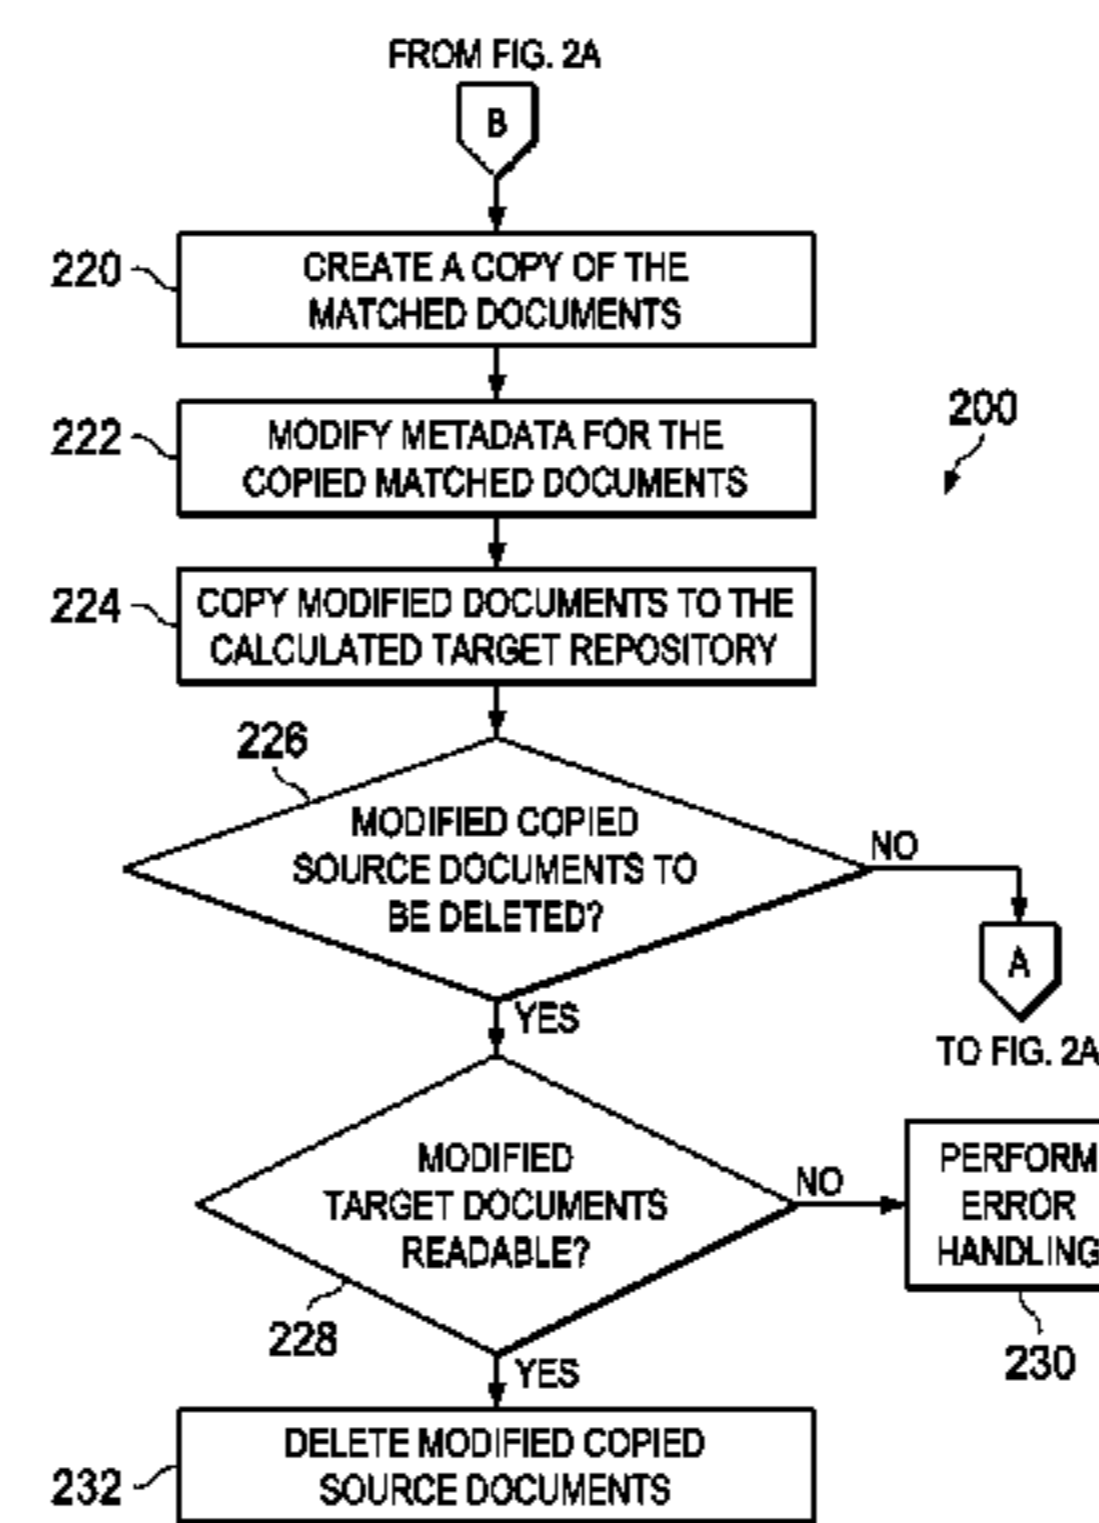 FROM FIG. 2A
B
220
CREATE A COPY OF THE
MATCHED DOCUMENTS
200
222
MODIFY METADATA FOR THE
COPIED MATCHED DOCUMENTS
224
COPY MODIFIED DOCUMENTS TO THE
CALCULATED TARGET REPOSITORY
226
MODIFIED COPIED
SOURCE DOCUMENTS TO
BE DELETED?
NO
A
TO FIG. 2A
YES
MODIFIED
TARGET DOCUMENTS
READABLE?
NO
PERFORM
ERROR
HANDLING
228
230
YES
232
DELETE MODIFIED COPIED
SOURCE DOCUMENTS